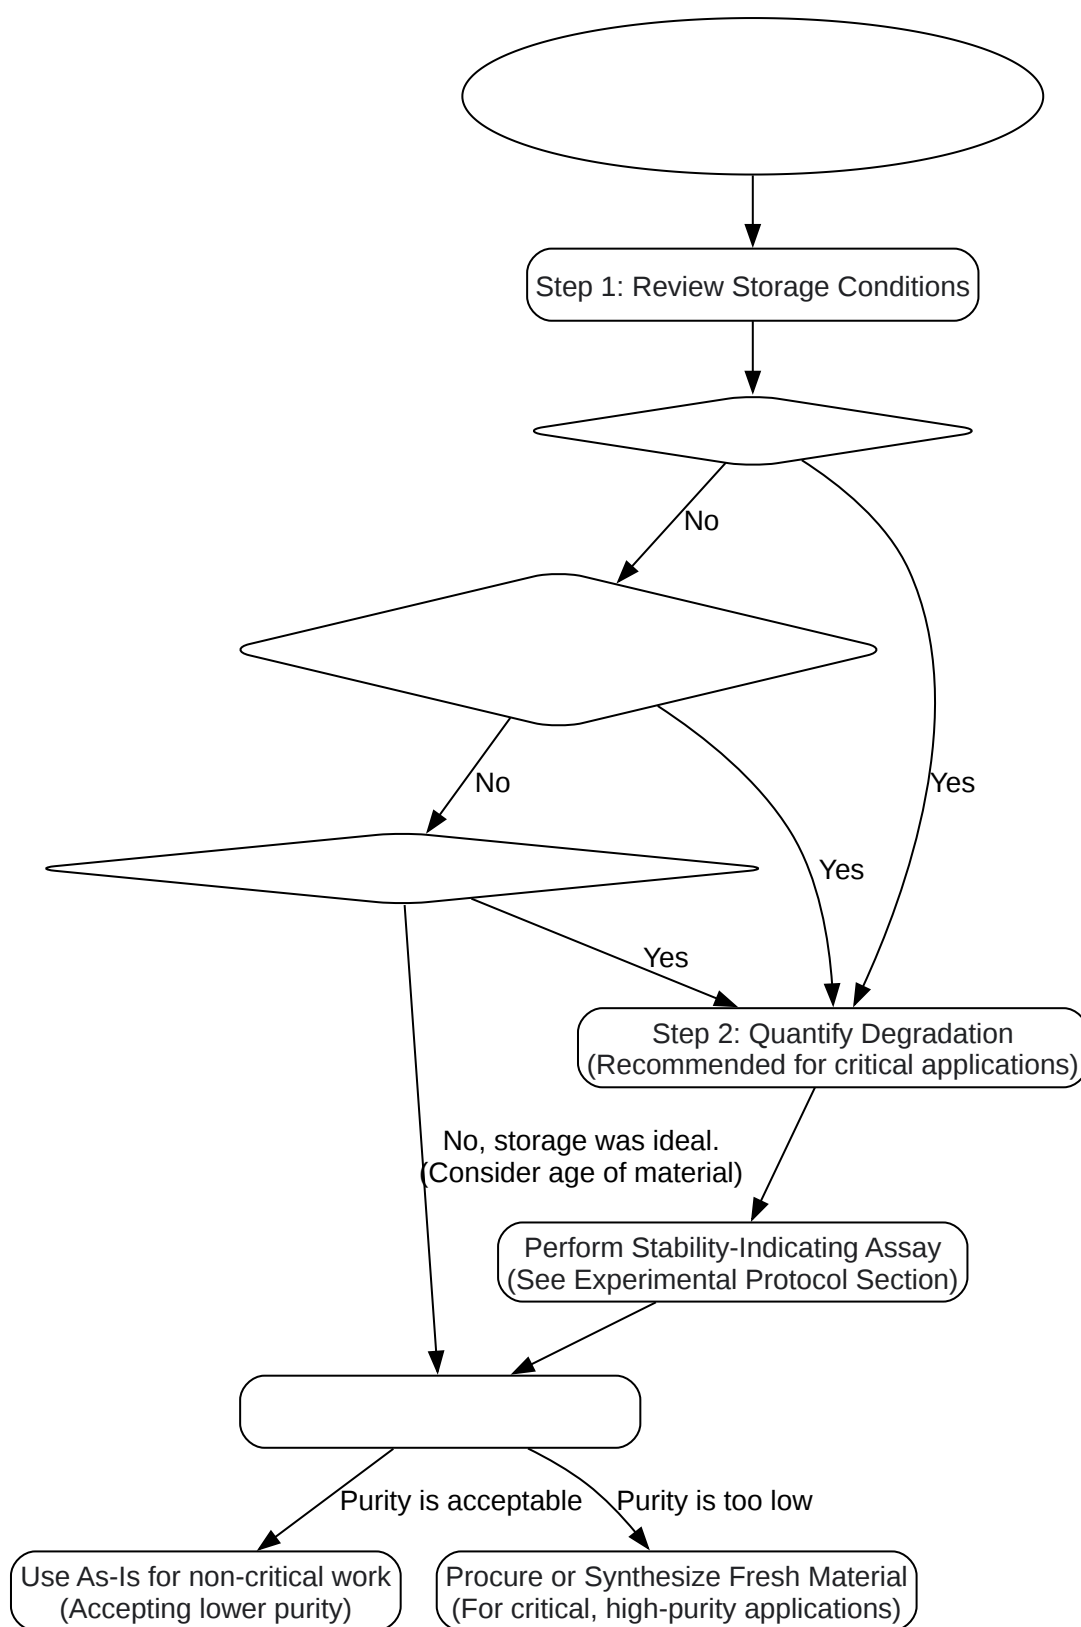 Step 1: Review Storage Conditions
No
No
Yes
Yes
Yes
Step 2: Quantify Degradation
(Recommended for critical applications)
No, storage was ideal.
(Consider age of material)
Perform Stability-Indicating Assay
(See Experimental Protocol Section)
Purity is acceptable
Purity is too low
Use As-Is for non-critical work
(Accepting lower purity)
Procure or Synthesize Fresh Material
(For critical, high-purity applications)